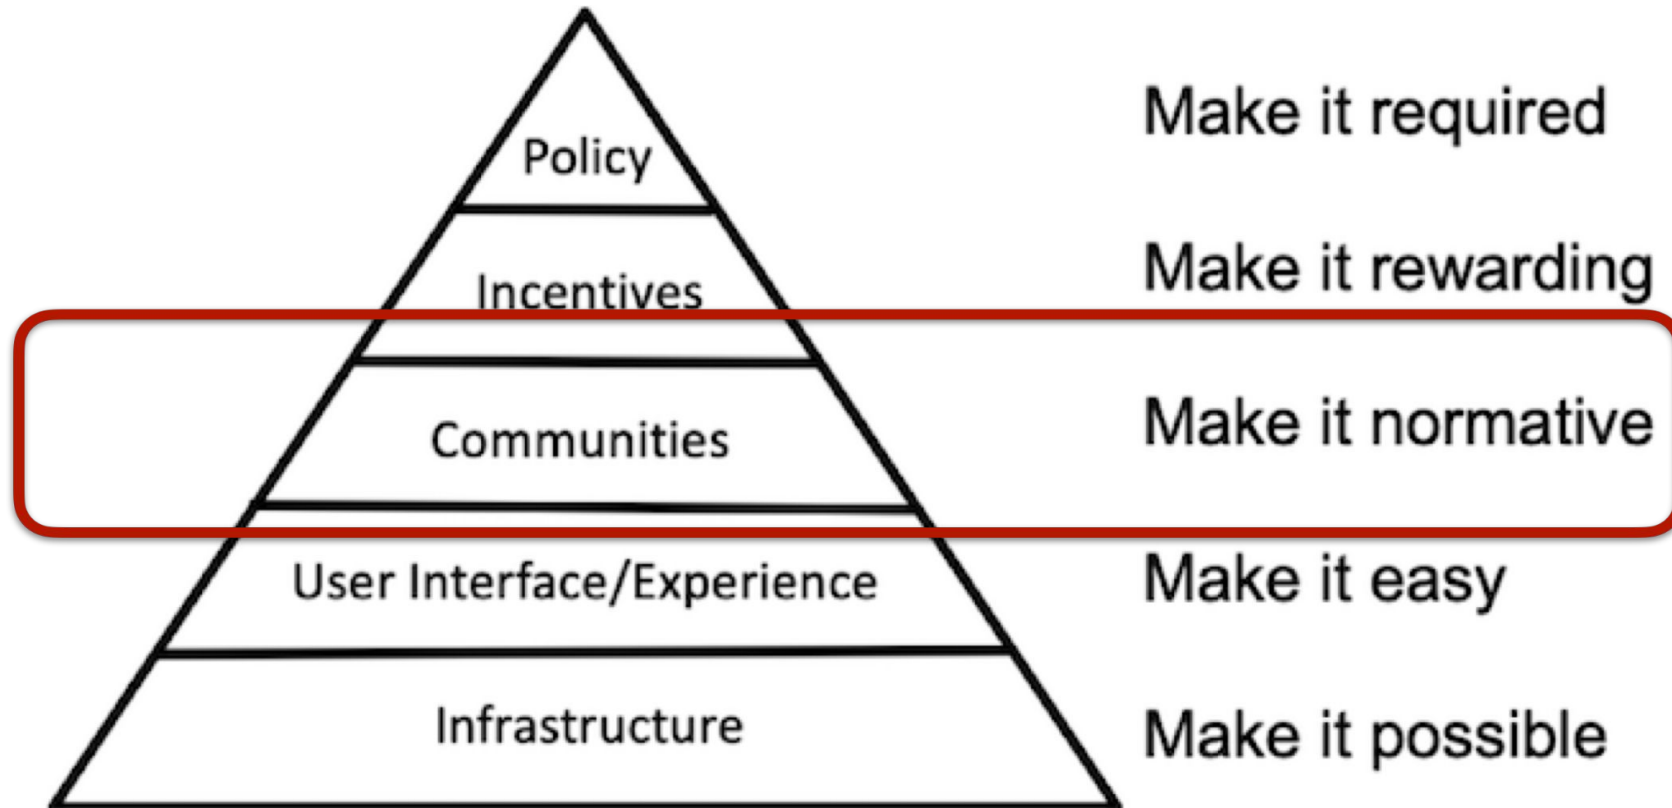 Policy
Make it required
Incentives
Make it rewarding
Communities
Make it normative
User Interface/Experience
Make it easy
Infrastructure
Make it possible